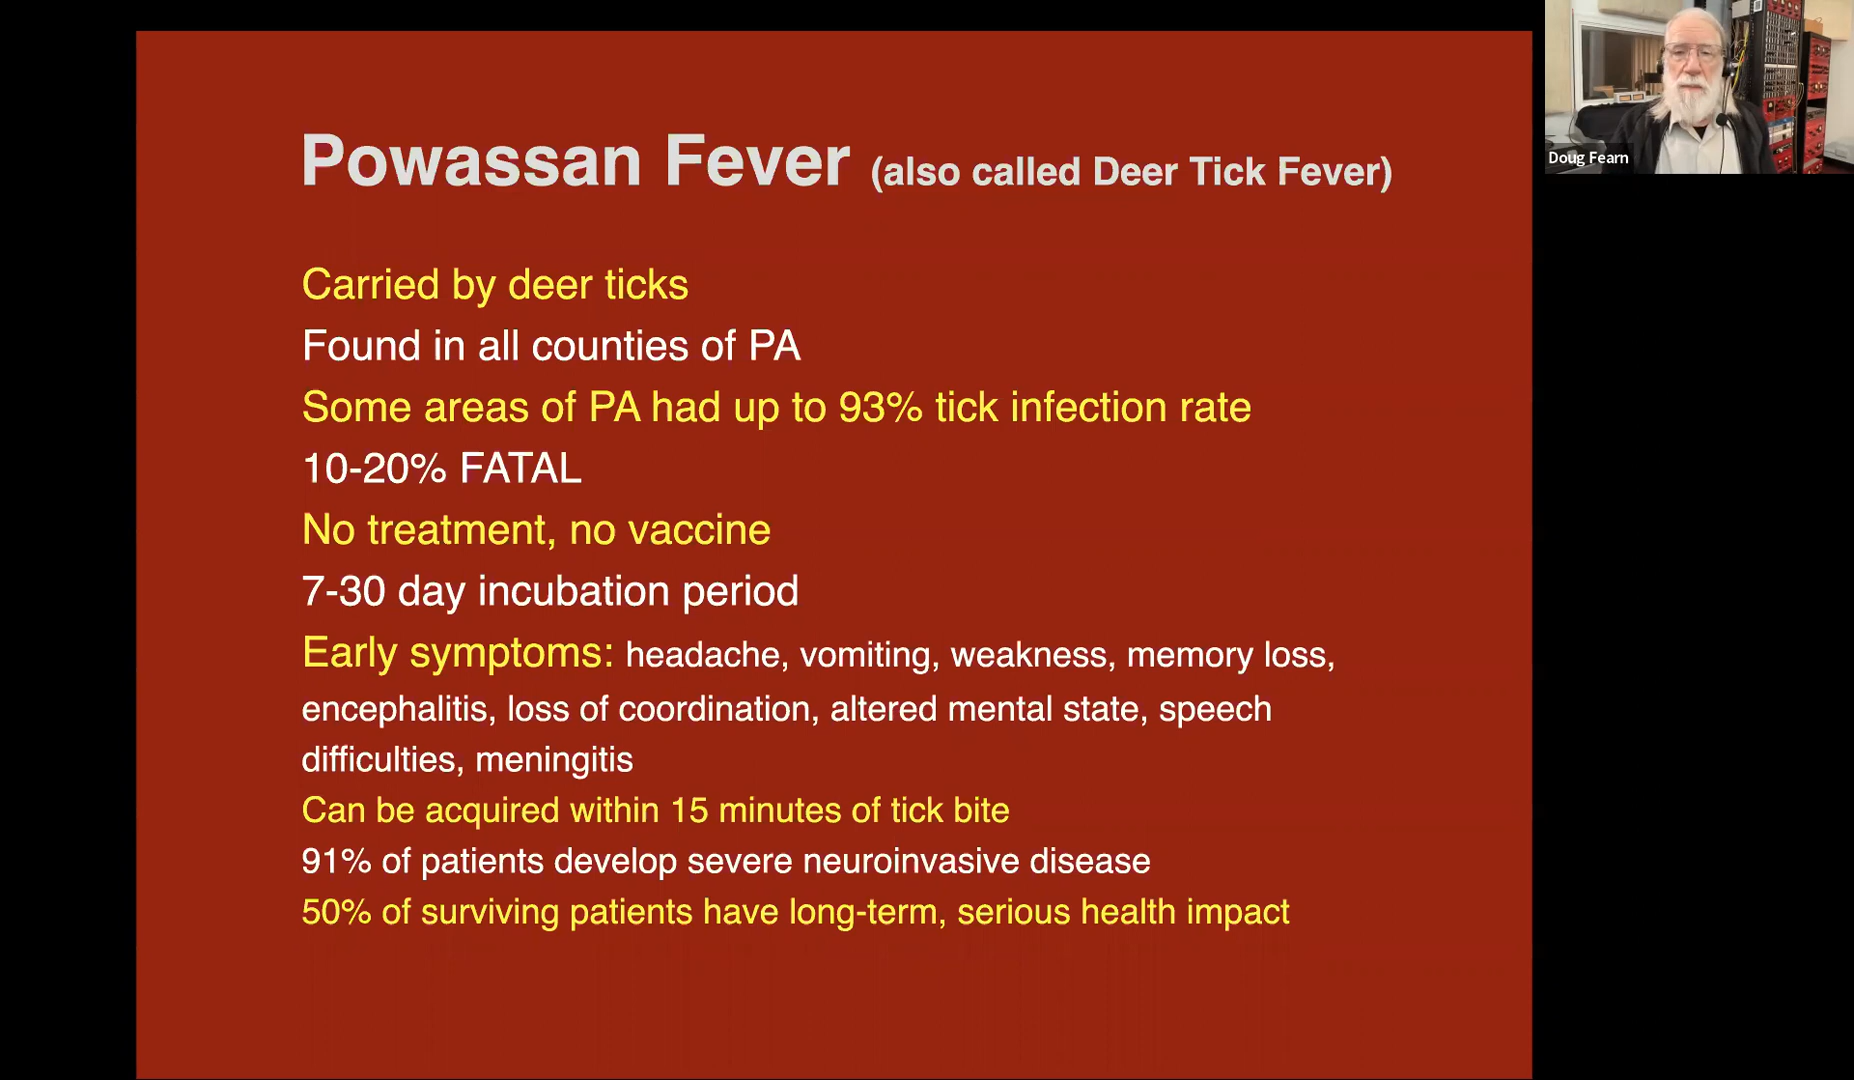 Powassan Fever (also called Deer Tick Fever)
Carried by deer ticks
Found in all counties of PA
Some areas of PA had up to 93% tick infection rate
10-20% FATAL
No treatment, no vaccine
7-30 day incubation period
Early symptoms: headache, vomiting, weakness, memory loss,
encephalitis, loss of coordination, altered mental state, speech
difficulties, meningitis
Can be acquired within 15 minutes of tick bite
91% of patients develop severe neuroinvasive disease
50% of surviving patients have long-term, serious health impact
Doug Fearn